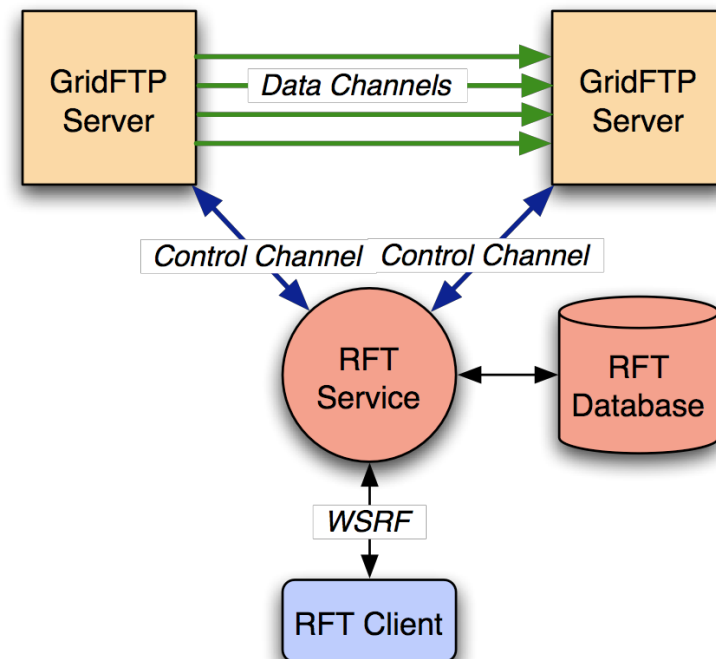 GridFTP
Server
Data Channels
GridFTP
Server
Control Channel
Control Channel
RFT
Service
RFT
Database
WSRF
RFT Client